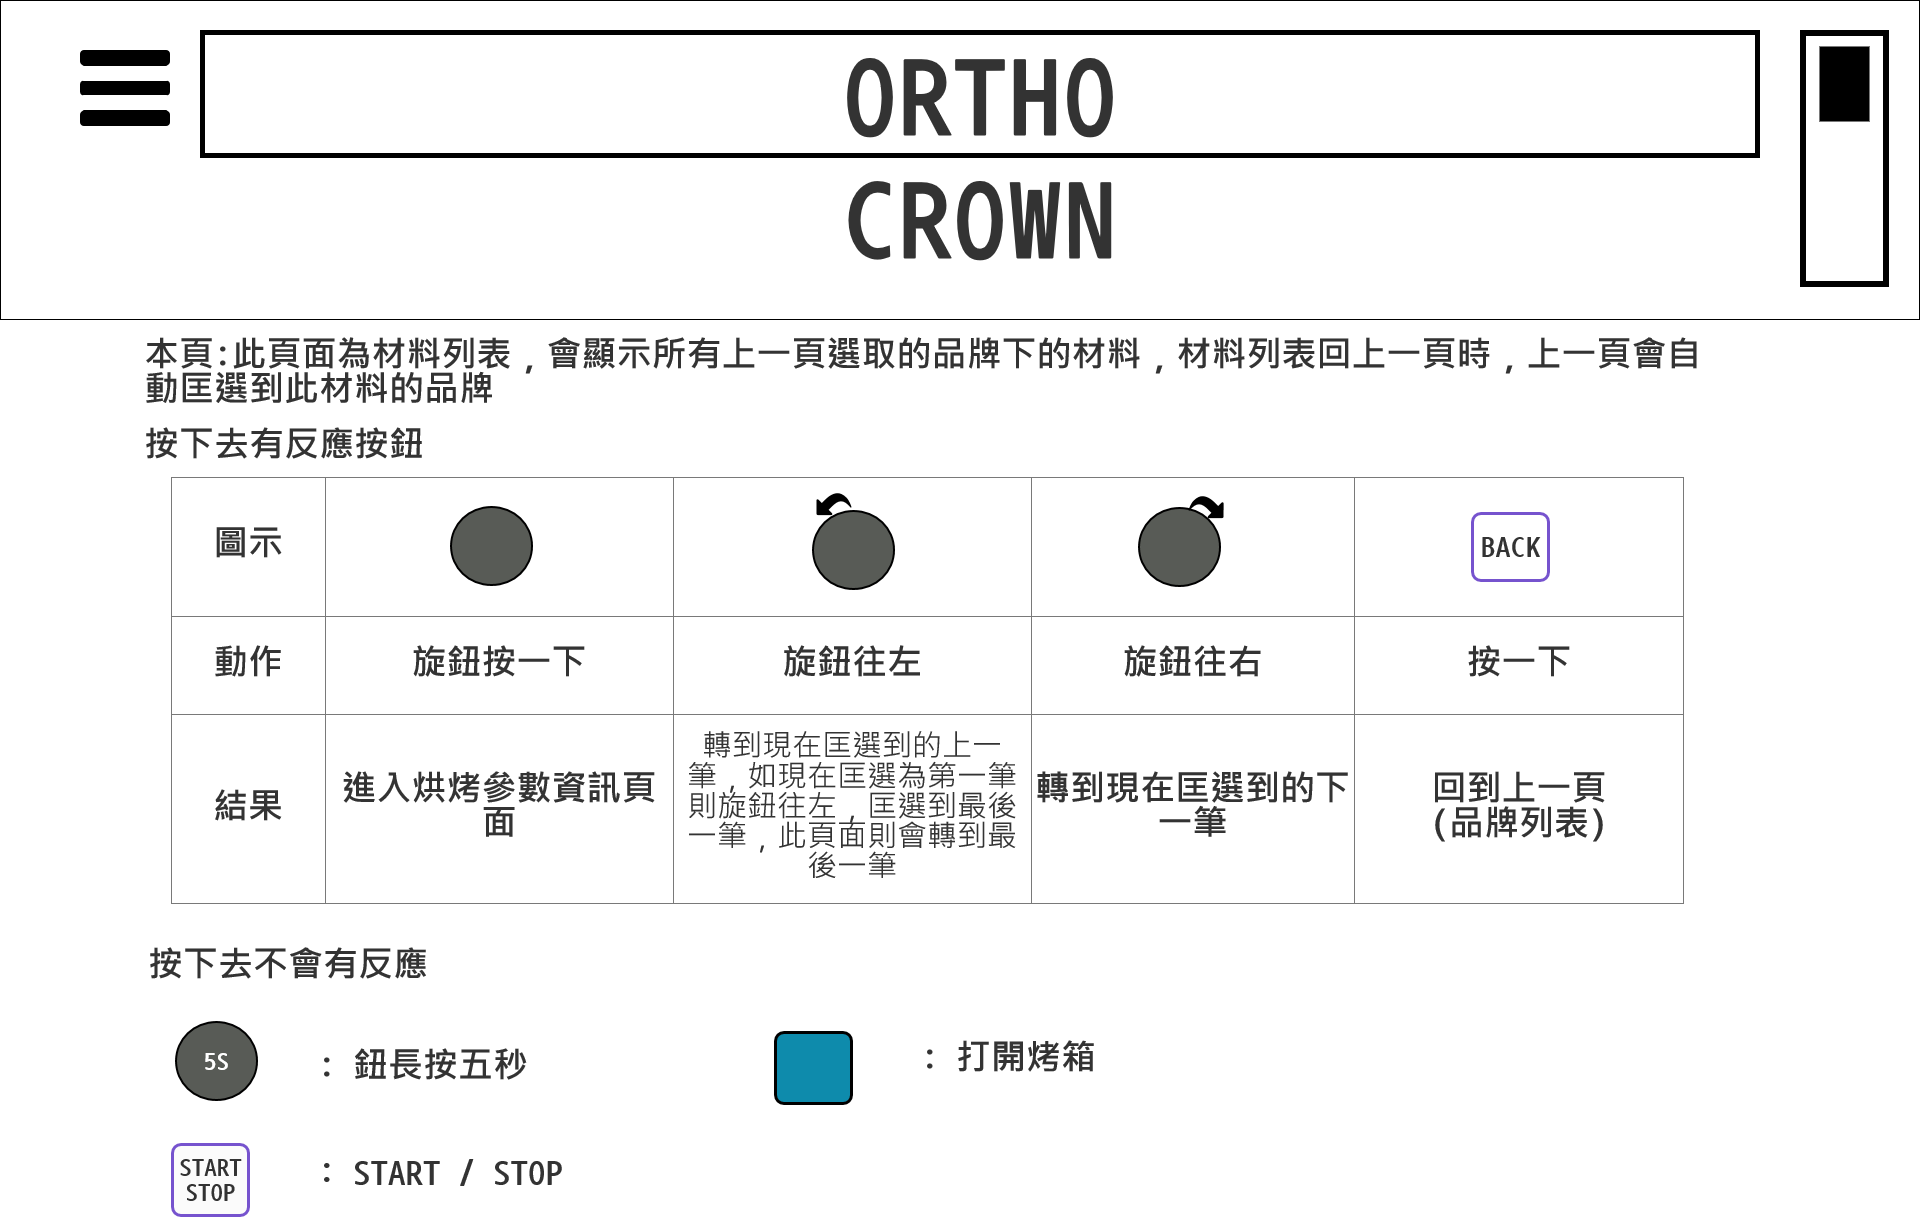 ORTHO
CROWN
本頁:此頁面為材料列表，會顯示所有上一頁選取的品牌下的材料，材料列表回上一頁時，上一頁會自
動匡選到此材料的品牌
按下去有反應按鈕
圖示
BACK
動作
旋鈕按一下
旋鈕往左
旋鈕往右
按一下
結果
進入烘烤參數資訊頁
面
轉到現在匡選到的上一
筆，如現在匡選為第一筆
則旋鈕往左，匡選到最後
一筆，此頁面則會轉到最
後一筆
轉到現在匡選到的下
一筆
回到上一頁
(品牌列表)
按下去不會有反應
5S
: 鈕長按五秒
: 打開烤箱
START
STOP
: START / STOP